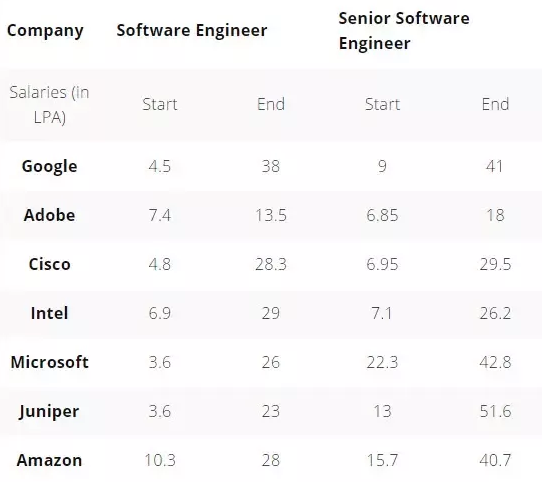 Company Software Engineer Senior Software
Engineer
Salaries (in
LPA) Start End Start End
Google 4.5 38 9 41
Adobe 7.4 13.5 6.85 18
Cisco 4.8 28.3 6.95 29.5
Intel 6.9 29 7.1 26.2
Microsoft 3.6 26 22.3 42.8
Juniper 3.6 23 13 51.6
Amazon 10.3 28 15.7 40.7